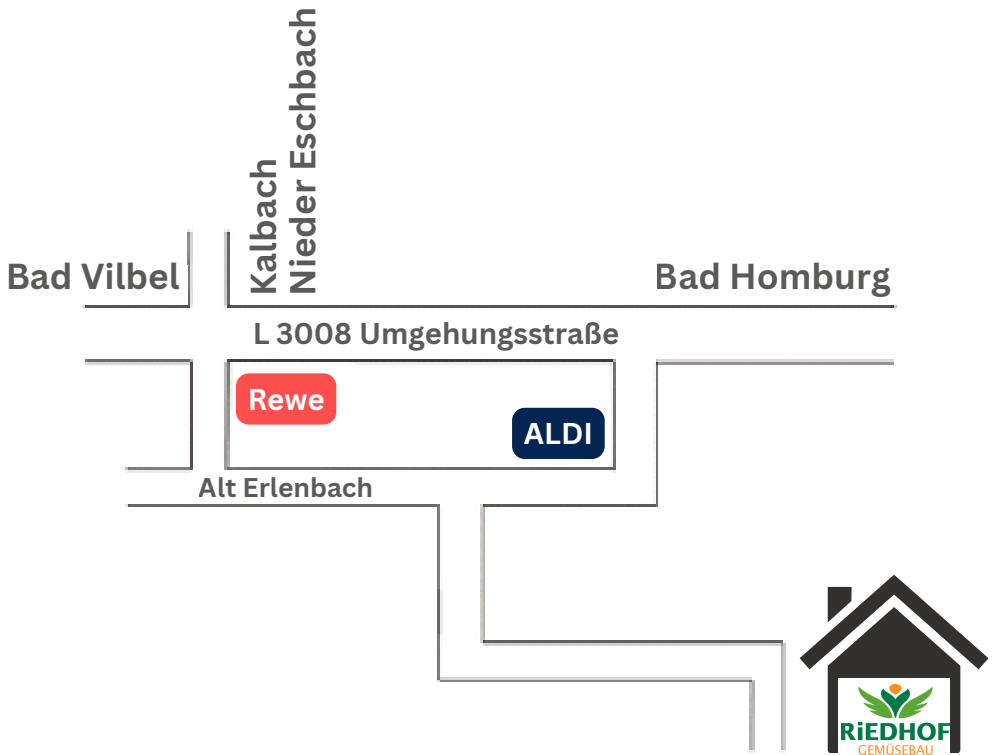 Kalbach
Nieder Eschbach
Bad Vilbel
Bad Homburg
L 3008 Umgehungsstraße
Rewe
ALDI
Alt Erlenbach
RiEDHOF
GEMÜSEBAU